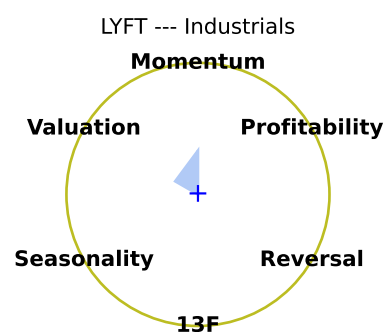 LYFT --- Industrials
Momentum
Valuation
Profitability
Seasonality
Reversal
13F